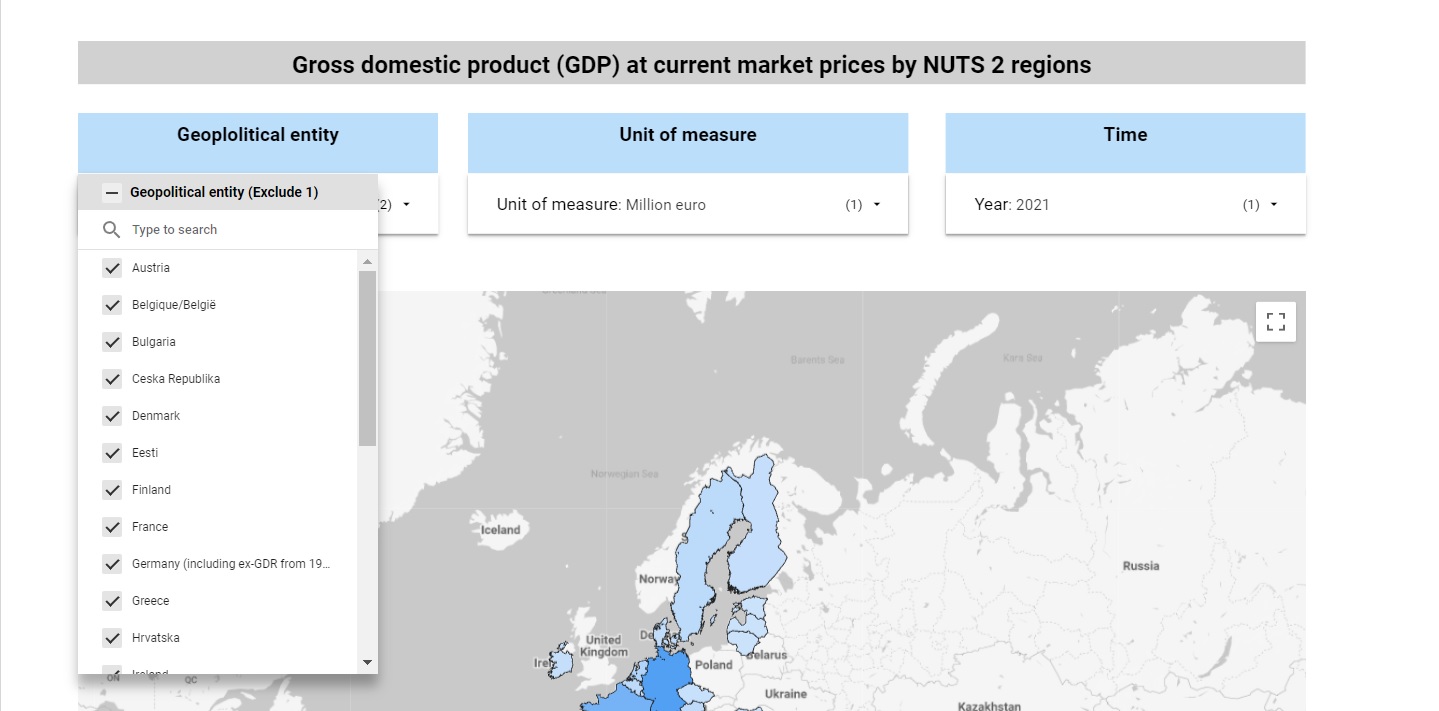 Gross domestic product (GDP) at current market prices by NUTS 2 regions
Geoplolitical entity
Unit of measure
Time
Geopolitical entity (Exclude 1)
(2)
Unit of measure: Million euro (1)
Year: 2021 (1)
Type to search
Austria
Belgique/België
Bulgaria
Ceska Republika
Denmark
Eesti
Finland
France
Germany (including ex-GDR from 19...
Greece
Hrvatska
Ireland
Barents Sea
Kara Sea
Norwegian Sea
Iceland
Norway
Russia
United
Kingdom
De
Ire
Poland
Belarus
Ukraine
Kazakhstan
ON
QC